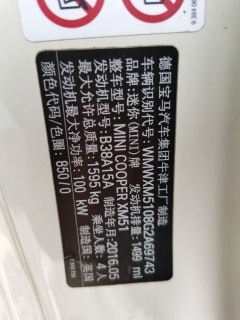 德国宝马汽车集团牛津工厂制造
车辆识别代号: WMWXM5108G2A69743
品牌: 迷你(MINI)牌 发动机排量: 1499 ml
整车型号: MINI COOPER XM51
发动机型号: B38A15A 制造年月: 2016.05
最大允许总质量: 1595 kg 乘坐人数: 4人
发动机最大净功率: 100 kW 制造国: 英国
颜色代码/色圈: 850/0